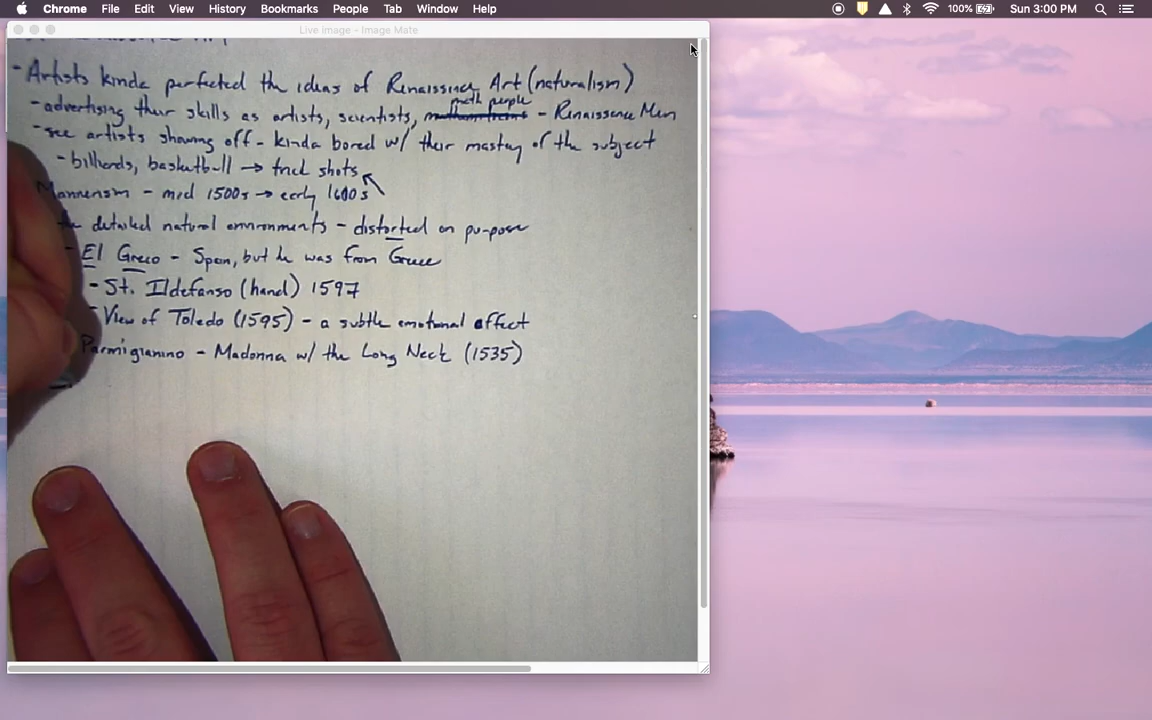 Chrome File Edit View History Bookmarks People Tab Window Help 100% Sun 3:00 PM
Live Image - Image Mate
- Artists kinda perfected the ideas of Renaissance Art (naturalism)
- advertising their skills as artists, scientists, math people - Renaissance Men
- see artists showing off - kinda bored w/ their mastery of the subject
- billiards, basketball → trick shots
Mannerism - mid 1500s → early 1600s
detailed natural environments - distorted on purpose
- El Greco - Spain, but he was from Greece
- St. Ildefanso (hand) 1597
- View of Toledo (1595) - a subtle emotional affect
Parmigianino - Madonna w/ the Long Neck (1535)